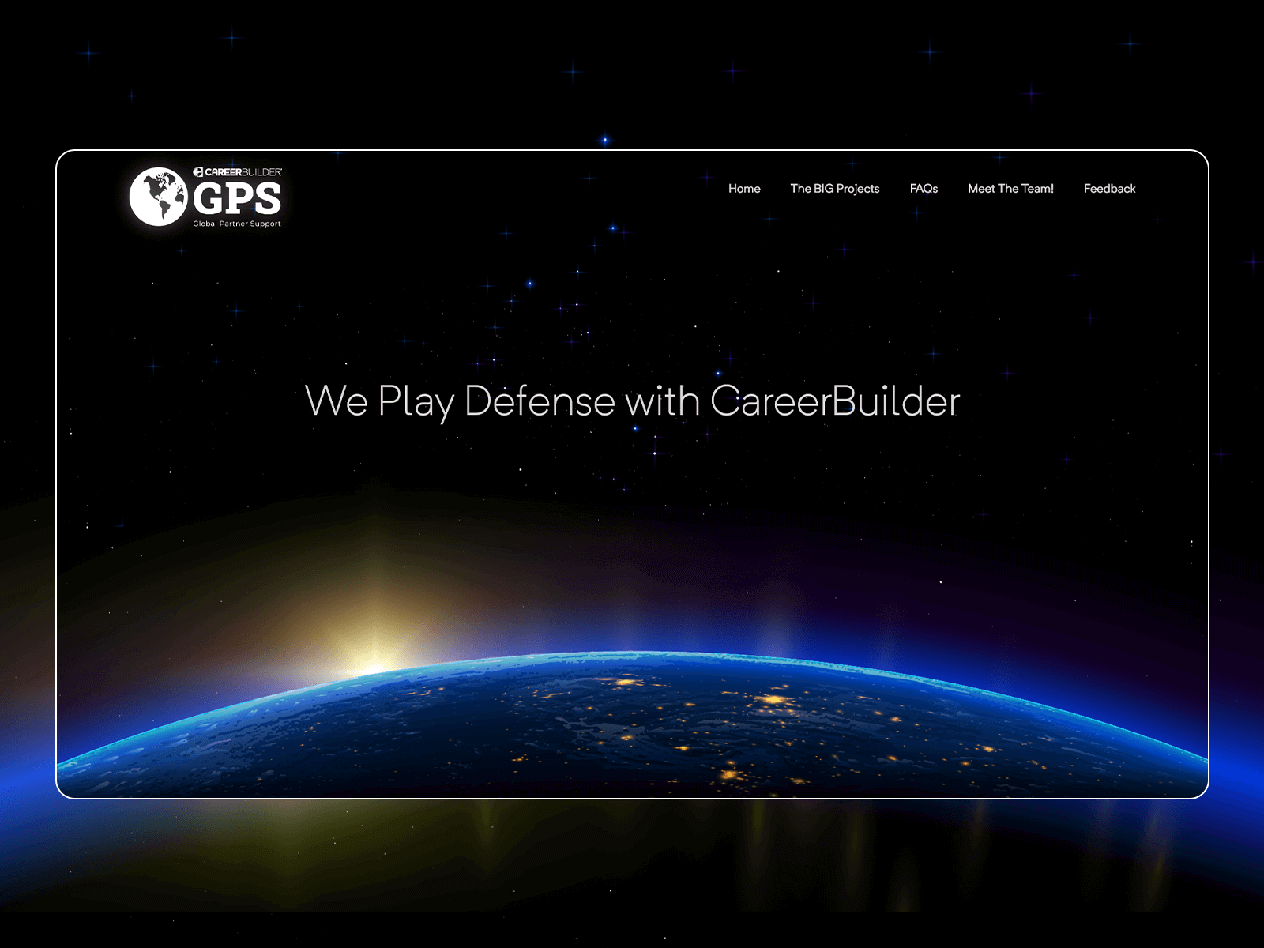 CAREERBUILDER
GPS
Global Partner Support
Home The BIG Projects FAQs Meet The Team! Feedback
We Play Defense with CareerBuilder